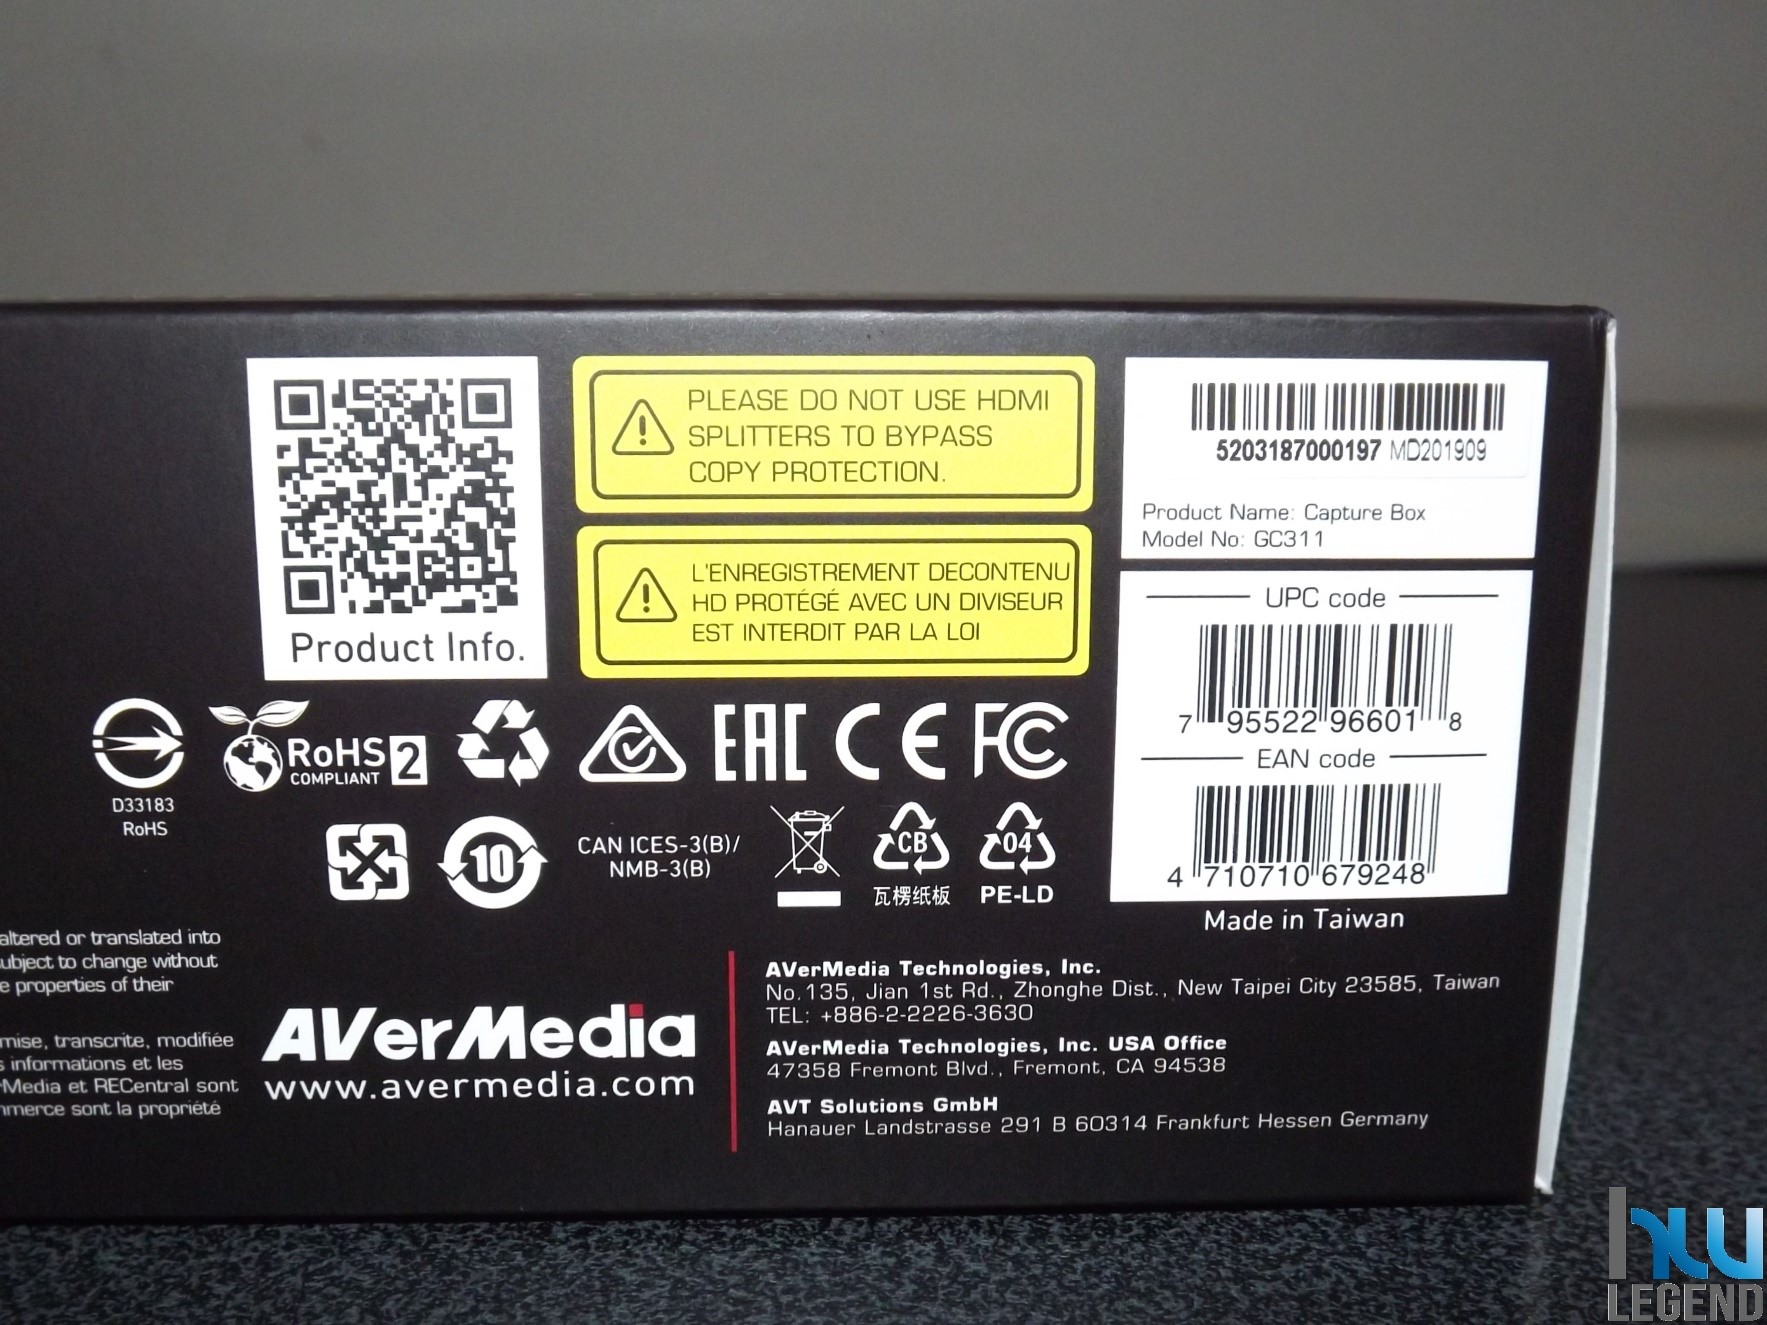 Product Info.
PLEASE DO NOT USE HDMI
SPLITTERS TO BYPASS
COPY PROTECTION.
L'ENREGISTREMENT DECONTENU
HD PROTÉGÉ AVEC UN DIVISEUR
EST INTERDIT PAR LA LOI
5203187000197 MD201909
Product Name: Capture Box
Model No: GC311
UPC code
7 95522 96601 8
EAN code
4 710710 679248
Made in Taiwan
D33183
RoHS
RoHS 2
COMPLIANT
EAC CE FC
10
CAN ICES-3(B)/
NMB-3(B)
CB
瓦楞纸板
04
PE-LD
altered or translated into
ubject to change without
e properties of their
mise, transcrite, modifiée
s informations et les
rMedia et RECentral sont
nmerce sont la propriété
AVerMedia
www.avermedia.com
AVerMedia Technologies, Inc.
No.135, Jian 1st Rd., Zhonghe Dist., New Taipei City 23585, Taiwan
TEL: +886-2-2226-3630
AVerMedia Technologies, Inc. USA Office
47358 Fremont Blvd., Fremont, CA 94538
AVT Solutions GmbH
Hanauer Landstrasse 291 B 60314 Frankfurt Hessen Germany
HW
LEGEND